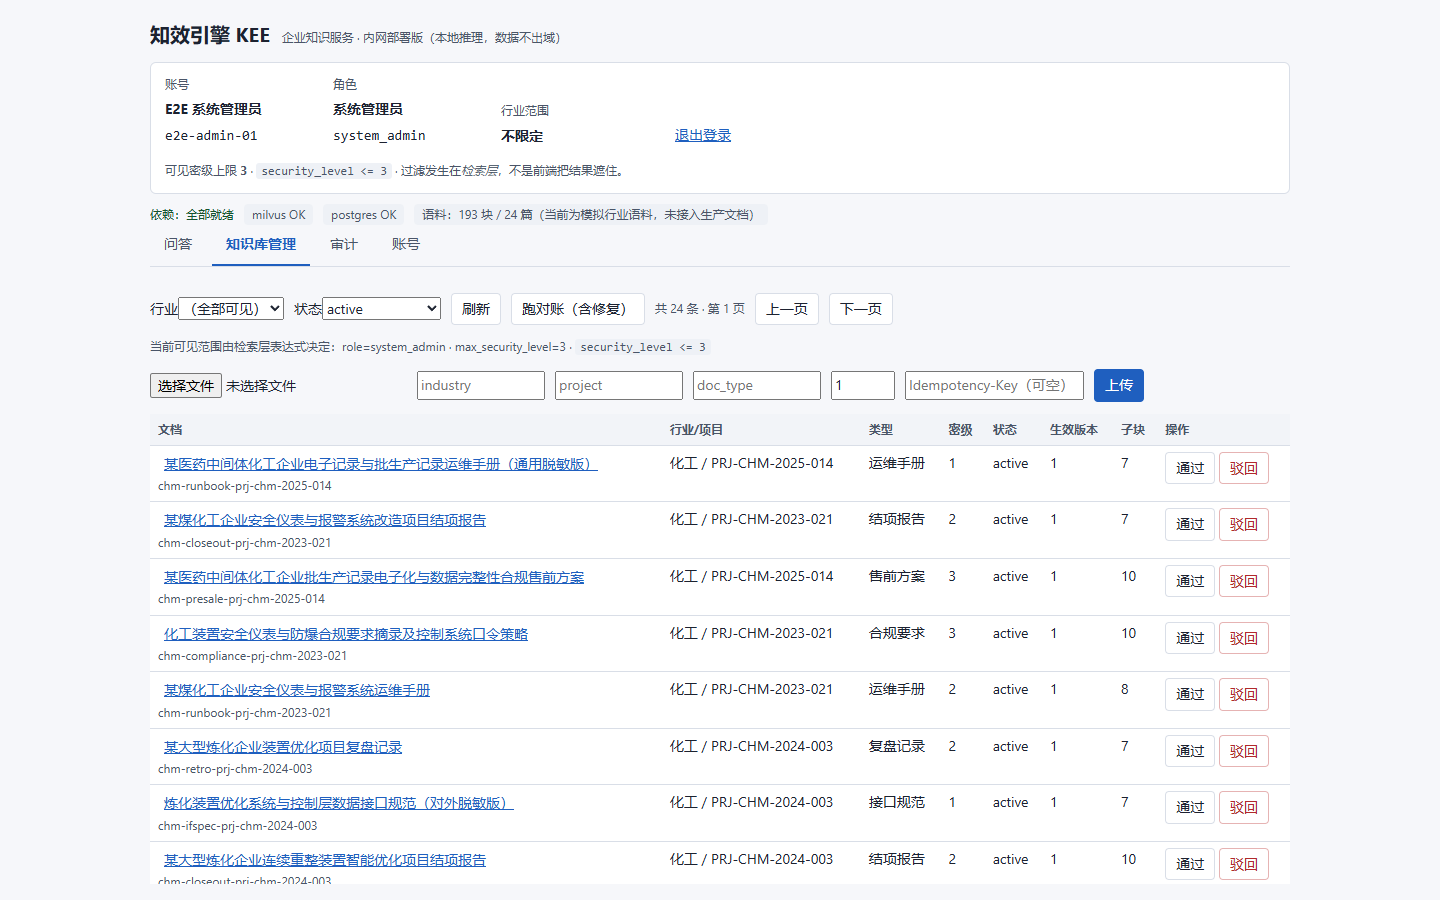 知效引擎 KEE 企业知识服务 · 内网部署版（本地推理，数据不出域）
账号 角色
E2E 系统管理员 系统管理员 行业范围
e2e-admin-01 system_admin 不限定 退出登录
可见密级上限 3 · security_level <= 3 · 过滤发生在检索层，不是前端把结果遮住。
依赖：全部就绪 milvus OK postgres OK 语料：193 块 / 24 篇（当前为模拟行业语料，未接入生产文档）
问答 知识库管理 审计 账号
行业 （全部可见） 状态 active 刷新 跑对账（含修复） 共 24 条 · 第 1 页 上一页 下一页
当前可见范围由检索层表达式决定：role=system_admin · max_security_level=3 · security_level <= 3
选择文件 未选择文件 industry project doc_type 1 Idempotency-Key（可空） 上传
文档 行业/项目 类型 密级 状态 生效版本 子块 操作
某医药中间体化工企业电子记录与批生产记录运维手册（通用脱敏版） 化工 / PRJ-CHM-2025-014 运维手册 1 active 1 7 通过 驳回
chm-runbook-prj-chm-2025-014
某煤化工企业安全仪表与报警系统改造项目结项报告 化工 / PRJ-CHM-2023-021 结项报告 2 active 1 7 通过 驳回
chm-closeout-prj-chm-2023-021
某医药中间体化工企业批生产记录电子化与数据完整性合规售前方案 化工 / PRJ-CHM-2025-014 售前方案 3 active 1 10 通过 驳回
chm-presale-prj-chm-2025-014
化工装置安全仪表与防爆合规要求摘录及控制系统口令策略 化工 / PRJ-CHM-2023-021 合规要求 3 active 1 10 通过 驳回
chm-compliance-prj-chm-2023-021
某煤化工企业安全仪表与报警系统运维手册 化工 / PRJ-CHM-2023-021 运维手册 2 active 1 8 通过 驳回
chm-runbook-prj-chm-2023-021
某大型炼化企业装置优化项目复盘记录 化工 / PRJ-CHM-2024-003 复盘记录 2 active 1 7 通过 驳回
chm-retro-prj-chm-2024-003
炼化装置优化系统与控制层数据接口规范（对外脱敏版） 化工 / PRJ-CHM-2024-003 接口规范 1 active 1 7 通过 驳回
chm-ifspec-prj-chm-2024-003
某大型炼化企业连续重整装置智能优化项目结项报告 化工 / PRJ-CHM-2024-003 结项报告 2 active 1 10 通过 驳回
chm-closeout-prj-chm-2024-003